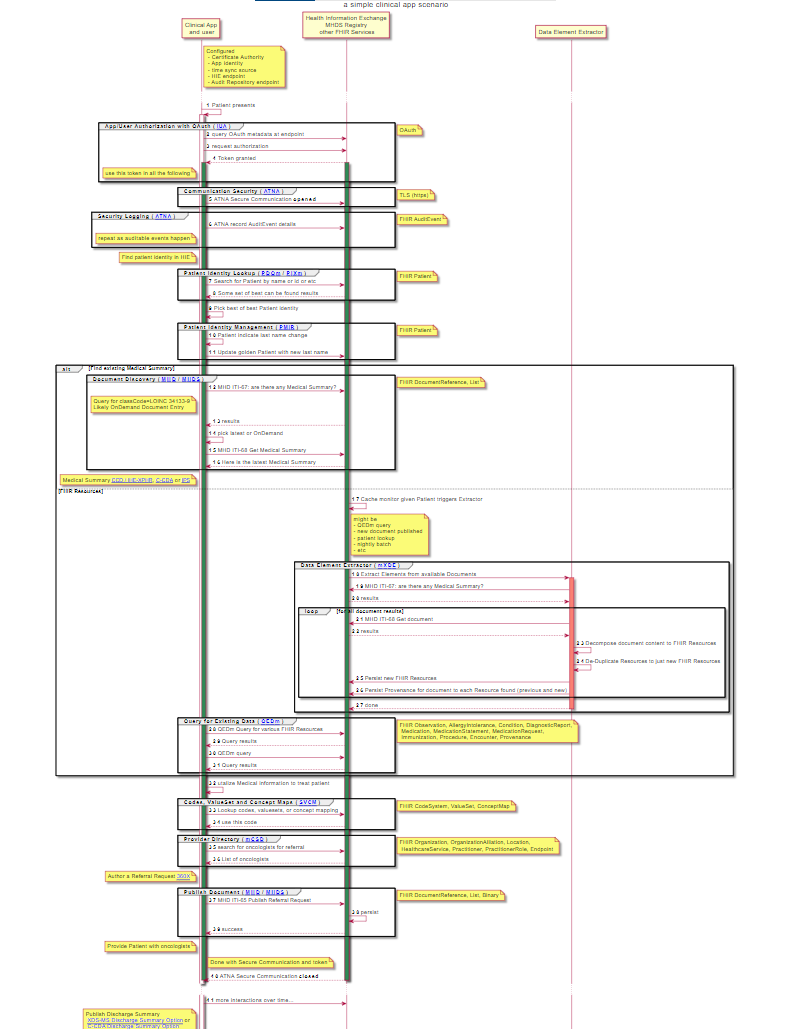 a simple clinical app scenario
Clinical App
and user
Health Information Exchange
MHDS Registry
other FHIR Services
Data Element Extractor
Configured
- Certificate Authority
- App Identity
- time sync source
- HIE endpoint
- Audit Repository endpoint
1 Patient presents
App/User Authorization with OAuth ( IUA )
OAuth
2 query OAuth metadata at endpoint
3 request authorization
4 Token granted
use this token in all the following
Communication Security ( ATNA )
TLS (https)
5 ATNA Secure Communication opened
Security Logging ( ATNA )
FHIR AuditEvent
6 ATNA record AuditEvent details
repeat as auditable events happen
Find patient identity in HIE
Patient Identity Lookup ( PDQm / PIXm )
FHIR Patient
7 Search for Patient by name or id or etc
8 Some set of best can be found results
9 Pick best of best Patient Identity
Patient Identity Management ( PMIR )
FHIR Patient
10 Patient indicate last name change
11 Update golden Patient with new last name
alt [Find existing Medical Summary]
Document Discovery ( MHD / MHDS )
FHIR DocumentReference, List
12 MHD ITI-67: are there any Medical Summary?
Query for classCode=LOINC 34133-9
Likely OnDemand Document Entry
13 results
14 pick latest or OnDemand
15 MHD ITI-68 Get Medical Summary
16 Here is the latest Medical Summary
Medical Summary CCD / IHE-XPHR, C-CDA or IPS
[FHIR Resources]
17 Cache monitor given Patient triggers Extractor
might be
- QEDm query
- new document published
- patient lookup
- nightly batch
- etc
Data Element Extractor ( mXDE )
18 Extract Elements from available Documents
19 MHD ITI-67: are there any Medical Summary?
20 results
loop [for all document results]
21 MHD ITI-68 Get document
22 results
23 Decompose document content to FHIR Resources
24 De-Duplicate Resources to just new FHIR Resources
25 Persist new FHIR Resources
26 Persist Provenance for document to each Resource found (previous and new)
27 done
Query for Existing Data ( QEDm )
FHIR Observation, AllergyIntolerance, Condition, DiagnosticReport,
Medication, MedicationStatement, MedicationRequest,
Immunication, Procedure, Encounter, Provenance
28 QEDm Query for various FHIR Resources
29 Query results
30 QEDm query
31 Query results
32 utilize Medical Information to treat patient
Codes, ValueSet and Concept Maps ( SVCM )
FHIR CodeSystem, ValueSet, ConceptMap
33 Lookup codes, valuesets, or concept mapping
34 use this code
Provider Directory ( mCSD )
FHIR Organization, OrganizationAfiliation, Location,
HealthcareService, Practitioner, PractitionerRole, Endpoint
35 search for oncologists for referral
36 List of oncologists
Author a Referral Request 360X
Publish Document ( MHD / MHDS )
FHIR DocumentReference, List, Binary
37 MHD ITI-65 Publish Referral Request
38 persist
39 success
Provide Patient with oncologists
Done with Secure Communication and token
40 ATNA Secure Communication closed
41 more interactions over time...
Publish Discharge Summary
XDS-MS Discharge Summary Option or
C-CDA Discharge Summary Option